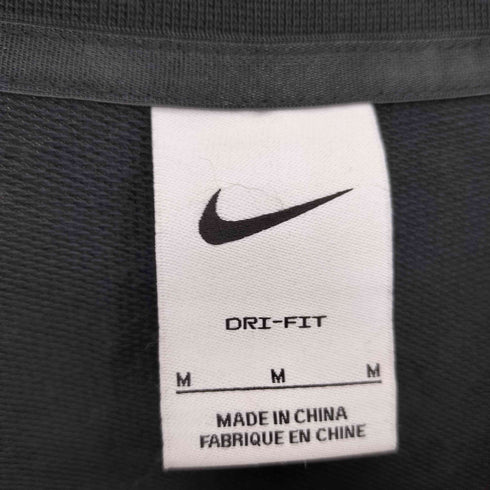 DRI-FIT
M M M
MADE IN CHINA
FABRIQUE EN CHINE